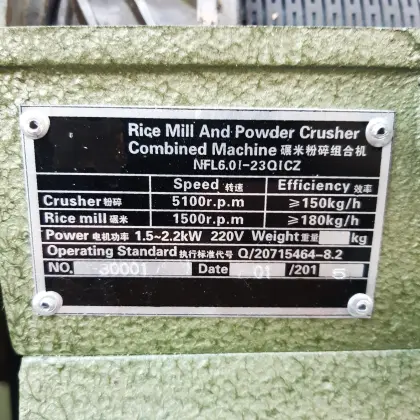 Rice Mill And Powder Crusher
Combined Machine 碾米粉碎组合机
NFL6.0I-23QICZ
Speed 转速 Efficiency 效率
Crusher 粉碎 5100r.p.m ≥150kg/h
Rice mill 碾米 1500r.p.m ≥180kg/h
Power 电机功率 1.5~2.2kW 220V Weight 重量 kg
Operating Standard 执行标准代号 Q/20715464-8.2
NO. 30001 Date 01 /201 5